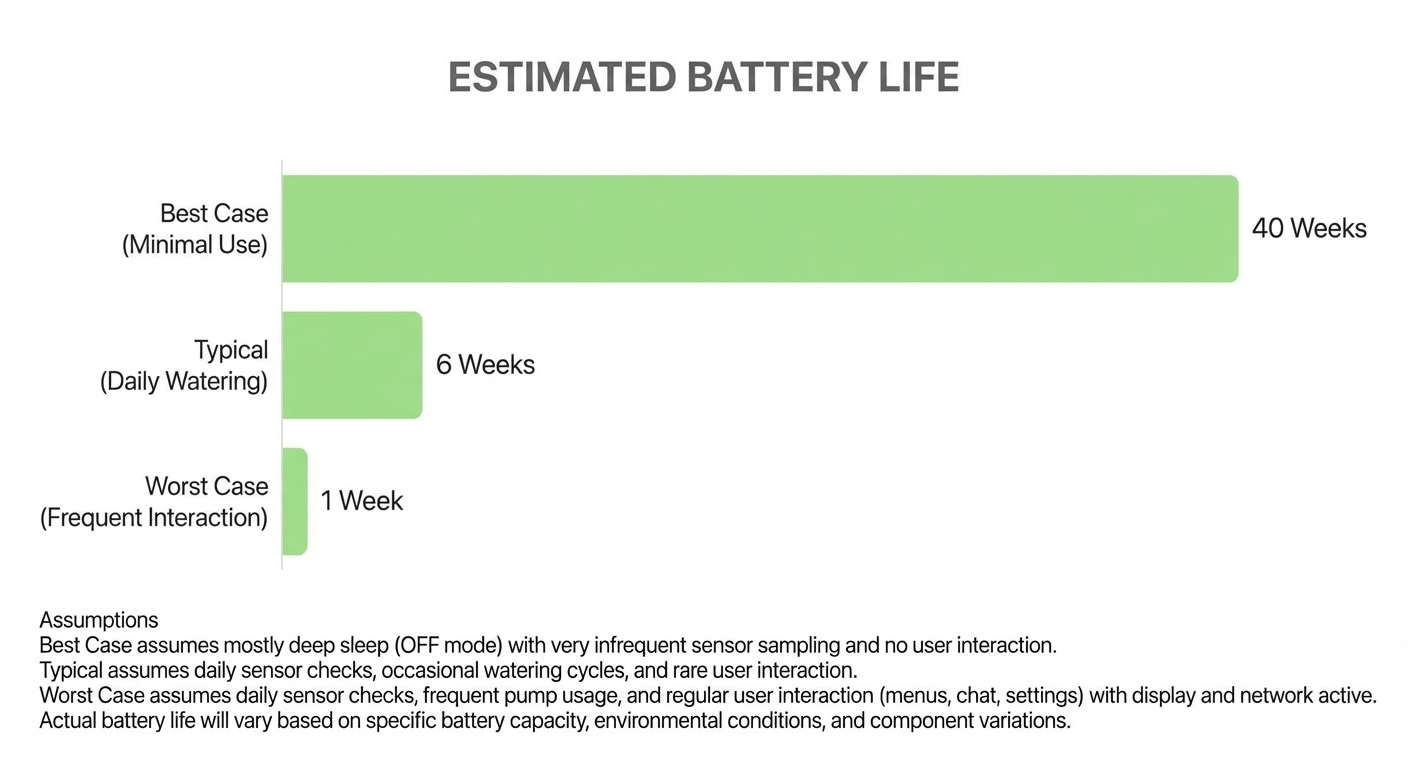 ESTIMATED BATTERY LIFE
Best Case
(Minimal Use)
40 Weeks
Typical
(Daily Watering)
6 Weeks
Worst Case
(Frequent Interaction)
1 Week
Assumptions
Best Case assumes mostly deep sleep (OFF mode) with very infrequent sensor sampling and no user interaction.
Typical assumes daily sensor checks, occasional watering cycles, and rare user interaction.
Worst Case assumes daily sensor checks, frequent pump usage, and regular user interaction (menus, chat, settings) with display and network active.
Actual battery life will vary based on specific battery capacity, environmental conditions, and component variations.